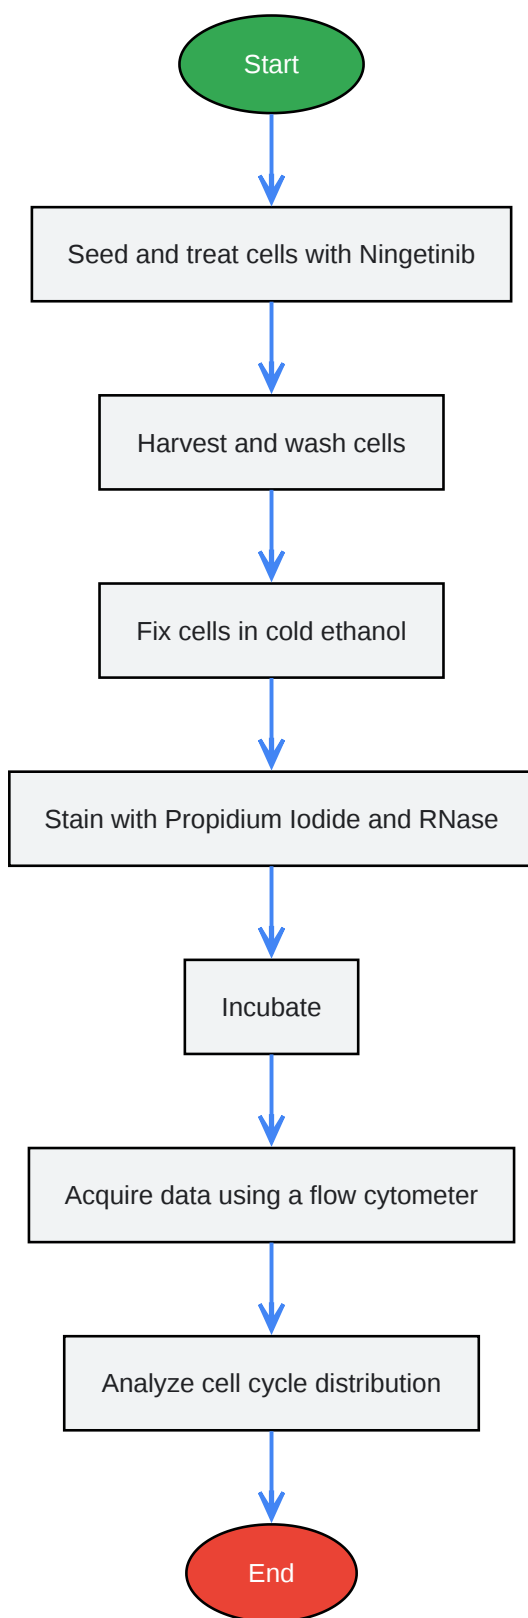 Start
Seed and treat cells with Ningetinib
Harvest and wash cells
Fix cells in cold ethanol
Stain with Propidium Iodide and RNase
Incubate
Acquire data using a flow cytometer
Analyze cell cycle distribution
End